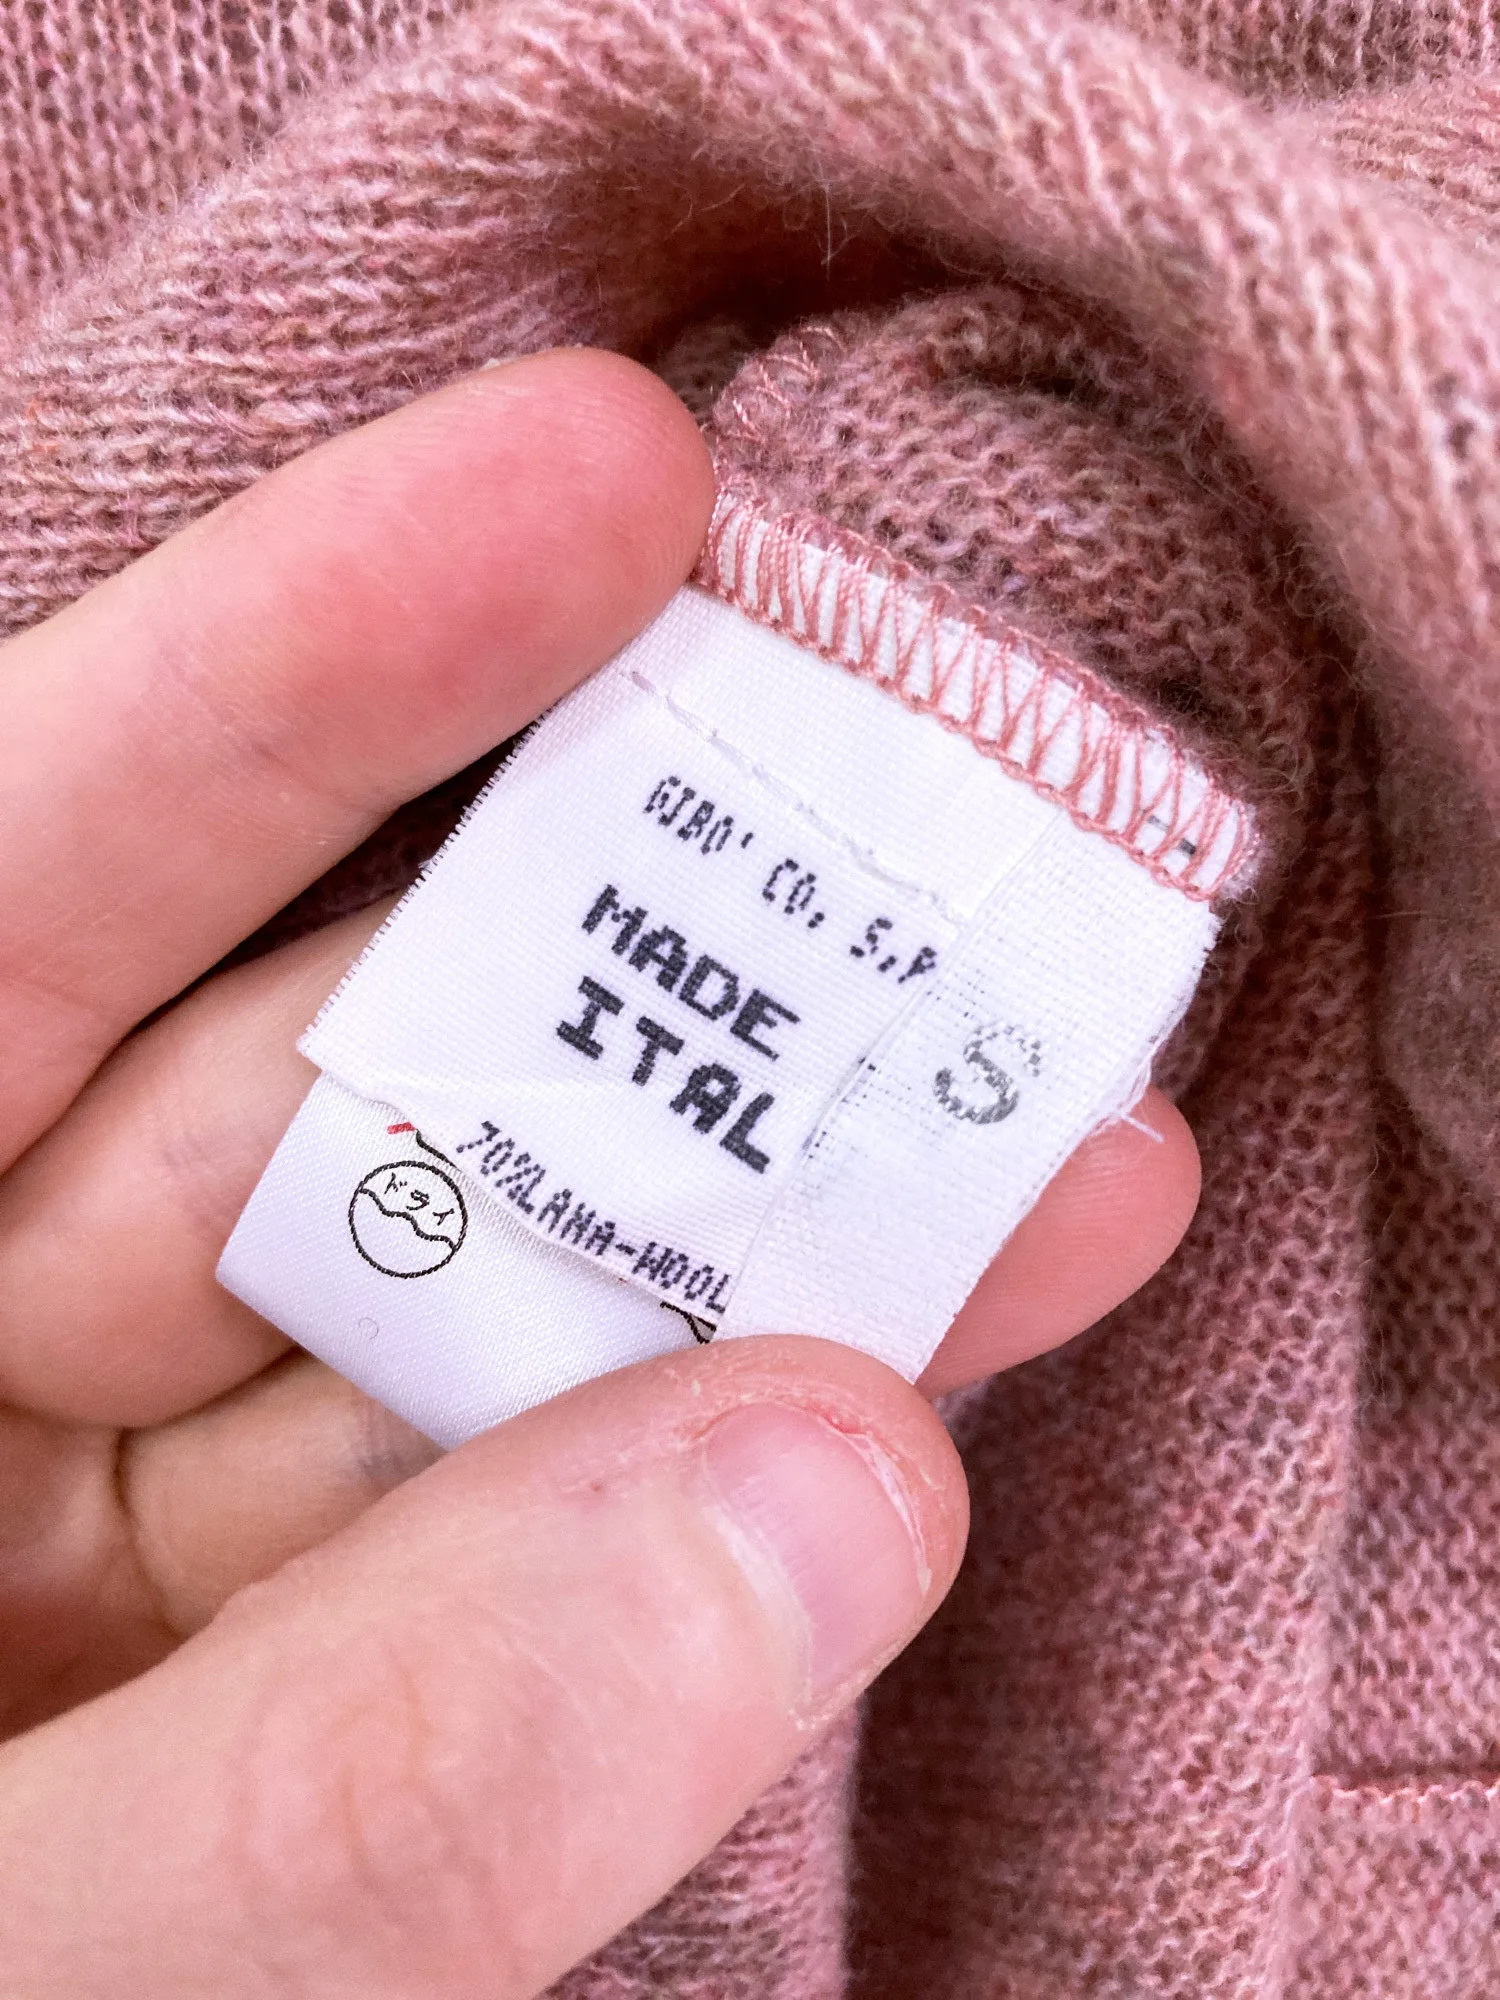 GIBO' CO. S.P
MADE
ITAL
S
70%LANA-WOOL
ドライ